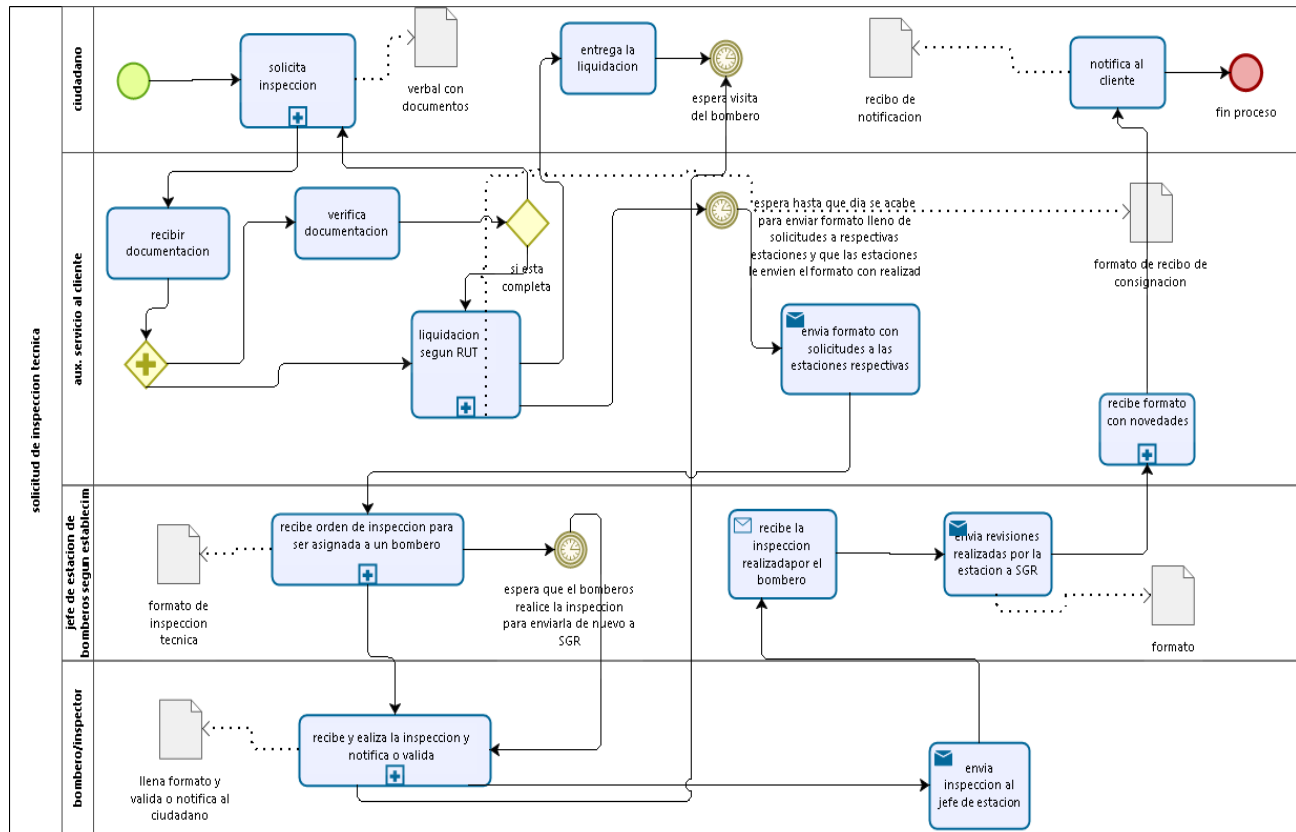 solicitud de inspeccion tecnica
ciudadano
solicita
inspeccion
verbal con
documentos
entrega la
liquidacion
espera visita
del bombero
recibo de
notificacion
notifica al
cliente
fin proceso
aux. servicio al cliente
recibir
documentacion
verifica
documentacion
si esta
completa
liquidacion
segun RUT
espera hasta que dia se acabe
para enviar formato lleno de
solicitudes a respectivas
estaciones y que las estaciones
le envien el formato con realizad
formato de recibo de
consignacion
envia formato con
solicitudes a las
estaciones respectivas
recibe formato
con novedades
jefe de estacion de
bomberos segun establecim
formato de
inspeccion
tecnica
recibe orden de inspeccion para
ser asignada a un bombero
espera que el bomberos
realice la inspeccion
para enviarla de nuevo a
SGR
recibe la
inspeccion
realizadapor el
bombero
envia revisiones
realizadas por la
estacion a SGR
formato
bombero/inspector
llena formato y
valida o notifica al
ciudadano
recibe y ealiza la inspeccion y
notifica o valida
envia
inspeccion al
jefe de estacion